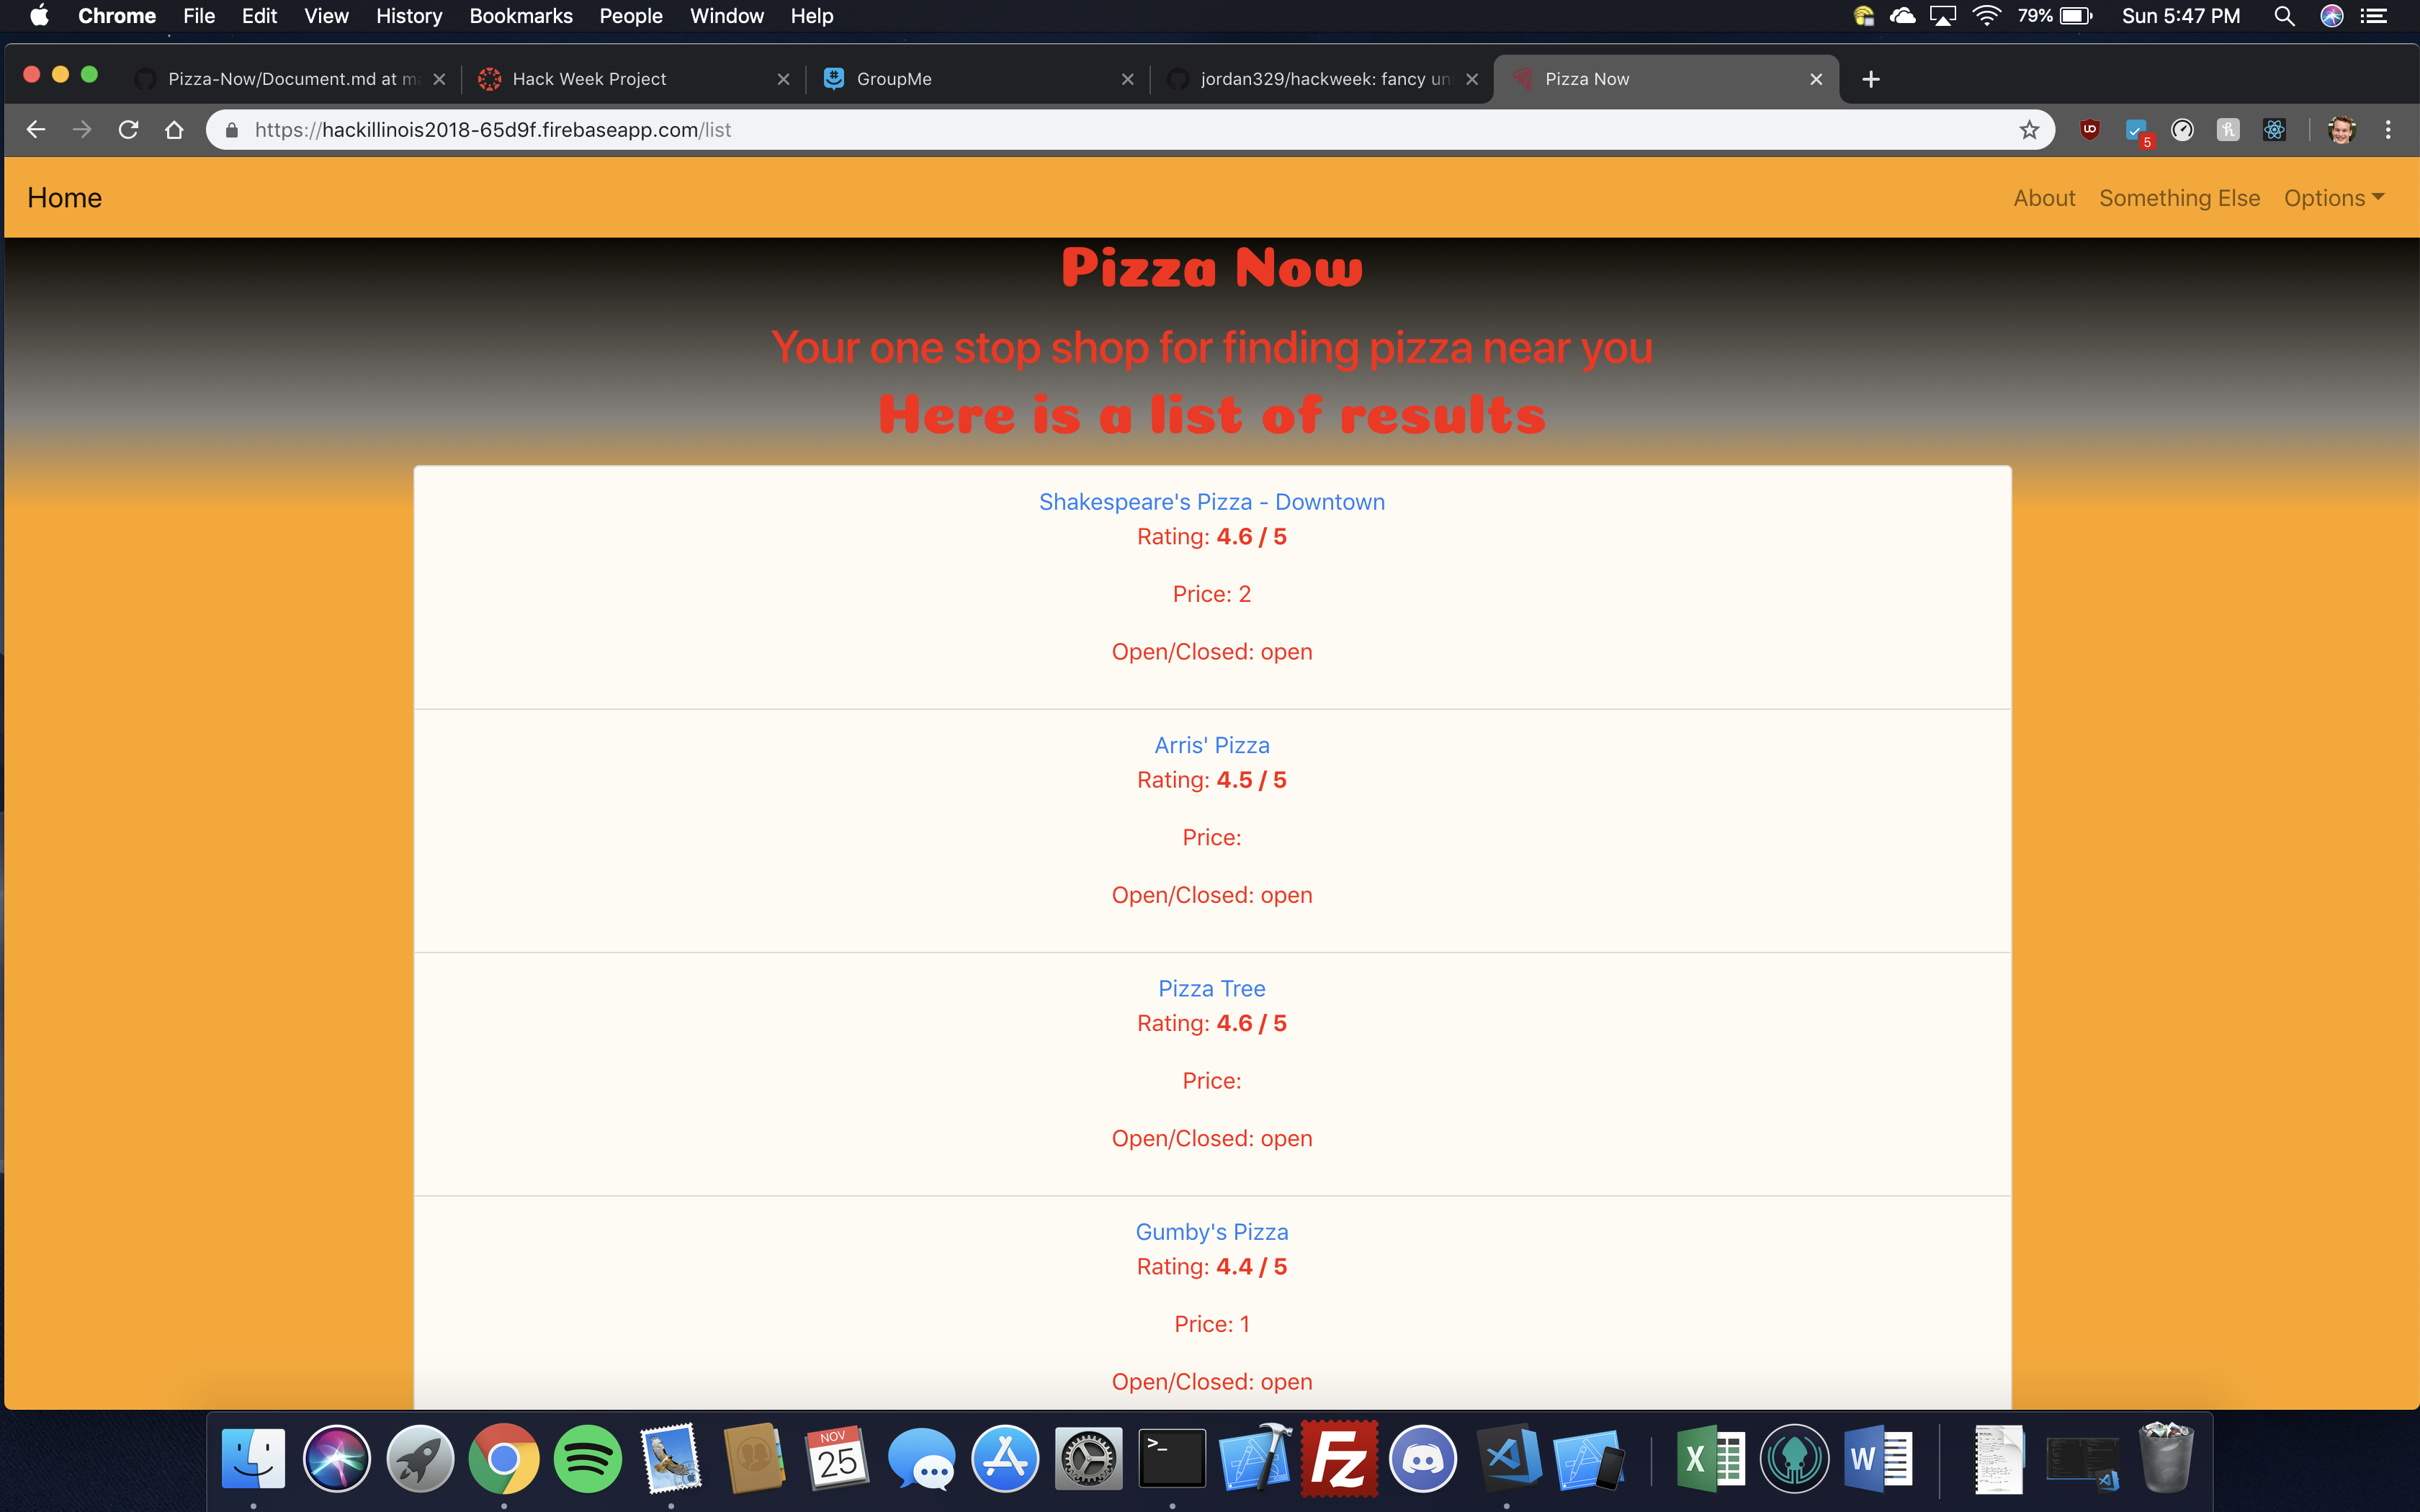 Chrome File Edit View History Bookmarks People Window Help 79% Sun 5:47 PM
Pizza-Now/Document.md at ma Hack Week Project GroupMe jordan329/hackweek: fancy un Pizza Now
https://hackillinois2018-65d9f.firebaseapp.com/list 5
Home About Something Else Options
Pizza Now
Your one stop shop for finding pizza near you
Here is a list of results
Shakespeare's Pizza - Downtown
Rating: 4.6 / 5
Price: 2
Open/Closed: open
Arris' Pizza
Rating: 4.5 / 5
Price:
Open/Closed: open
Pizza Tree
Rating: 4.6 / 5
Price:
Open/Closed: open
Gumby's Pizza
Rating: 4.4 / 5
Price: 1
Open/Closed: open
NOV
25
>_
Fz
X
W